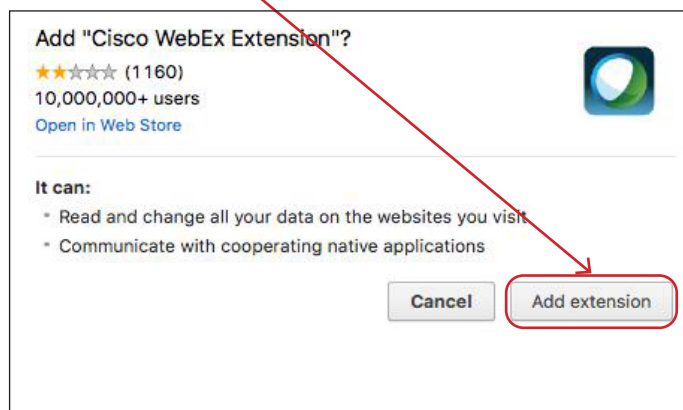 Add "Cisco WebEx Extension"?
★★☆☆☆ (1160)
10,000,000+ users
Open in Web Store
It can:
• Read and change all your data on the websites you visit
• Communicate with cooperating native applications
Cancel
Add extension